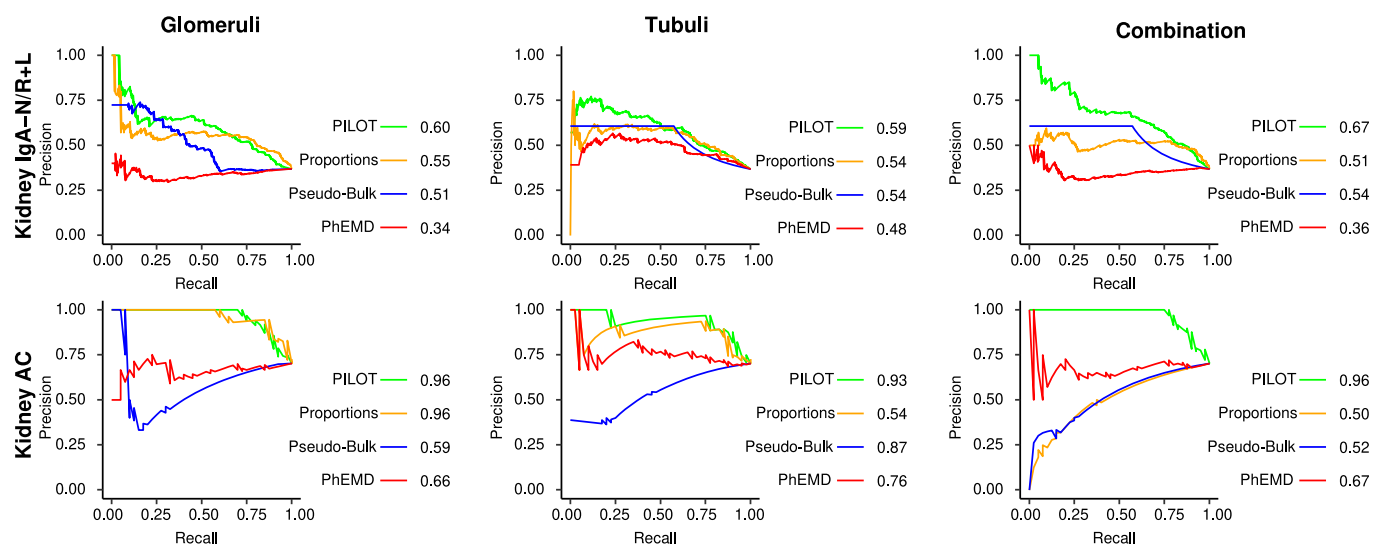 Glomeruli
Tubuli
Combination
Kidney IgA−N/R+L
Precision
1.00
0.75
0.50
0.25
0.00
0.00 0.25 0.50 0.75 1.00
Recall
PILOT 0.60
Proportions 0.55
Pseudo-Bulk 0.51
PhEMD 0.34
Precision
1.00
0.75
0.50
0.25
0.00
0.00 0.25 0.50 0.75 1.00
Recall
PILOT 0.59
Proportions 0.54
Pseudo-Bulk 0.54
PhEMD 0.48
Precision
1.00
0.75
0.50
0.25
0.00
0.00 0.25 0.50 0.75 1.00
Recall
PILOT 0.67
Proportions 0.51
Pseudo-Bulk 0.54
PhEMD 0.36
Kidney AC
Precision
1.00
0.75
0.50
0.25
0.00
0.00 0.25 0.50 0.75 1.00
Recall
PILOT 0.96
Proportions 0.96
Pseudo-Bulk 0.59
PhEMD 0.66
Precision
1.00
0.75
0.50
0.25
0.00
0.00 0.25 0.50 0.75 1.00
Recall
PILOT 0.93
Proportions 0.54
Pseudo-Bulk 0.87
PhEMD 0.76
Precision
1.00
0.75
0.50
0.25
0.00
0.00 0.25 0.50 0.75 1.00
Recall
PILOT 0.96
Proportions 0.50
Pseudo-Bulk 0.52
PhEMD 0.67